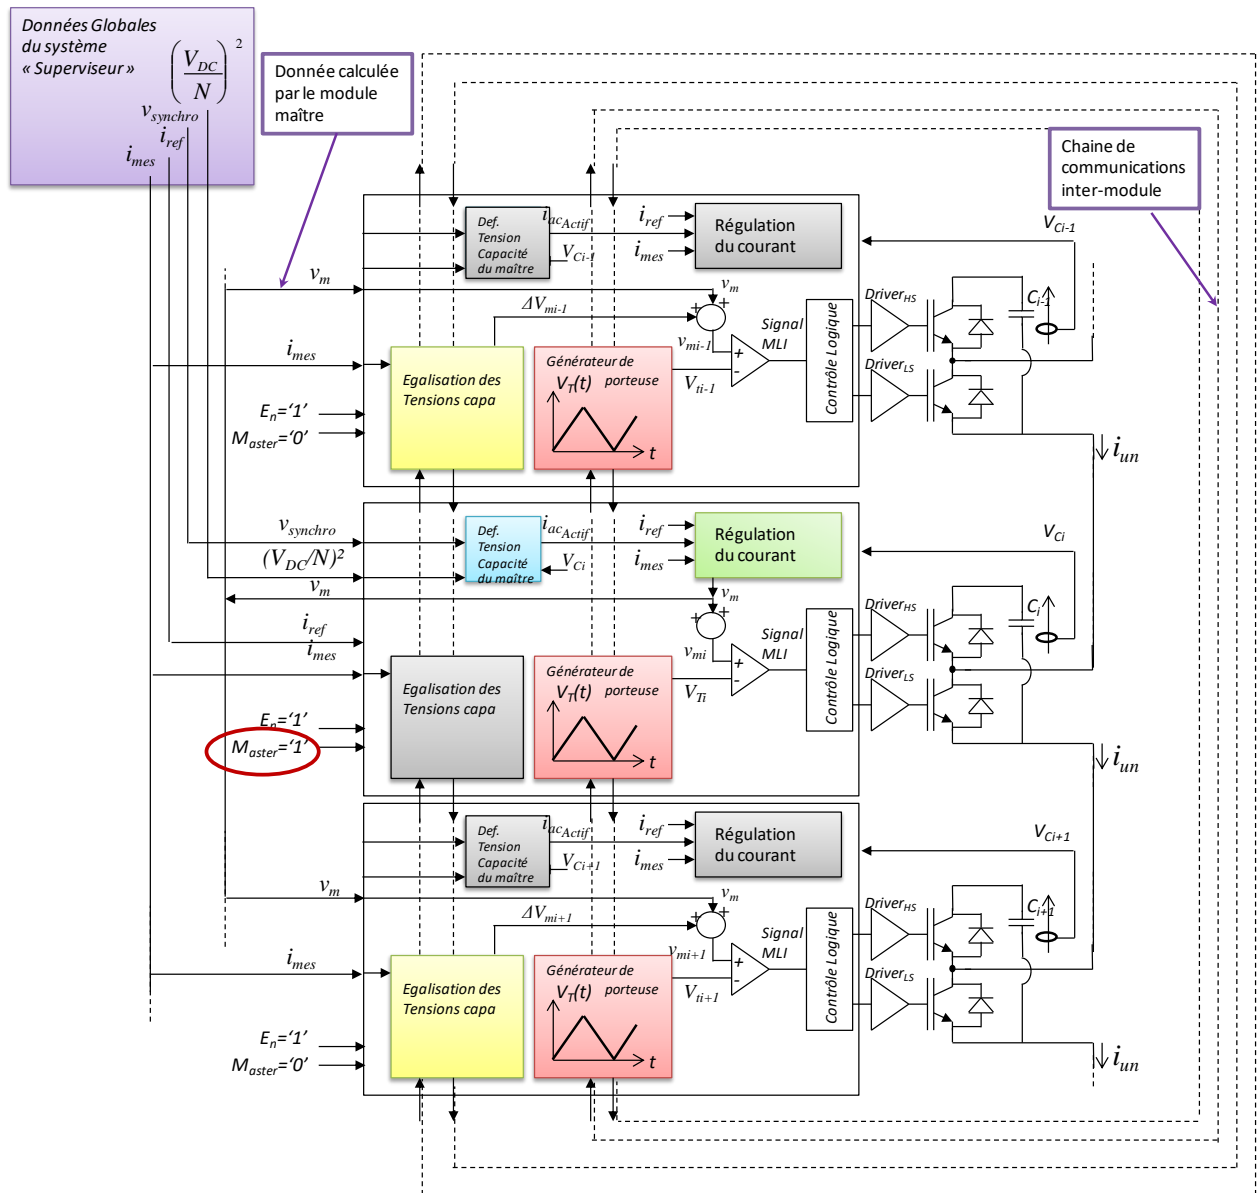 Données Globales
du système
« Superviseur »
(V_DC/N)²
v_synchro
i_ref
i_mes
Donnée calculée
par le module
maître
Chaine de
communications
inter-module
Def.
Tension
Capacité
du maître
i_acActif
V_Ci-1
i_ref
i_mes
Régulation
du courant
V_Ci-1
v_m
v_m
ΔV_mi-1
+
+
v_mi-1
V_ti-1
+
-
Signal
MLI
Contrôle Logique
Driver_HS
Driver_LS
C_i-1
i_mes
Egalisation des
Tensions capa
Générateur de
V_T(t) porteuse
t
E_n='1'
M_aster='0'
i_un
v_synchro
(V_DC/N)²
v_m
Def.
Tension
Capacité
du maître
i_acActif
V_Ci
i_ref
i_mes
Régulation
du courant
V_Ci
v_m
+
+
v_mi
V_Ti
+
-
Signal
MLI
Contrôle Logique
Driver_HS
Driver_LS
C_i
i_ref
i_mes
Egalisation des
Tensions capa
Générateur de
V_T(t) porteuse
t
E_n='1'
M_aster='1'
i_un
Def.
Tension
Capacité
du maître
i_acActif
V_Ci+1
i_ref
i_mes
Régulation
du courant
V_Ci+1
v_m
v_m
ΔV_mi+1
+
+
v_mi+1
V_ti+1
+
-
Signal
MLI
Contrôle Logique
Driver_HS
Driver_LS
C_i+1
i_mes
Egalisation des
Tensions capa
Générateur de
V_T(t) porteuse
t
E_n='1'
M_aster='0'
i_un